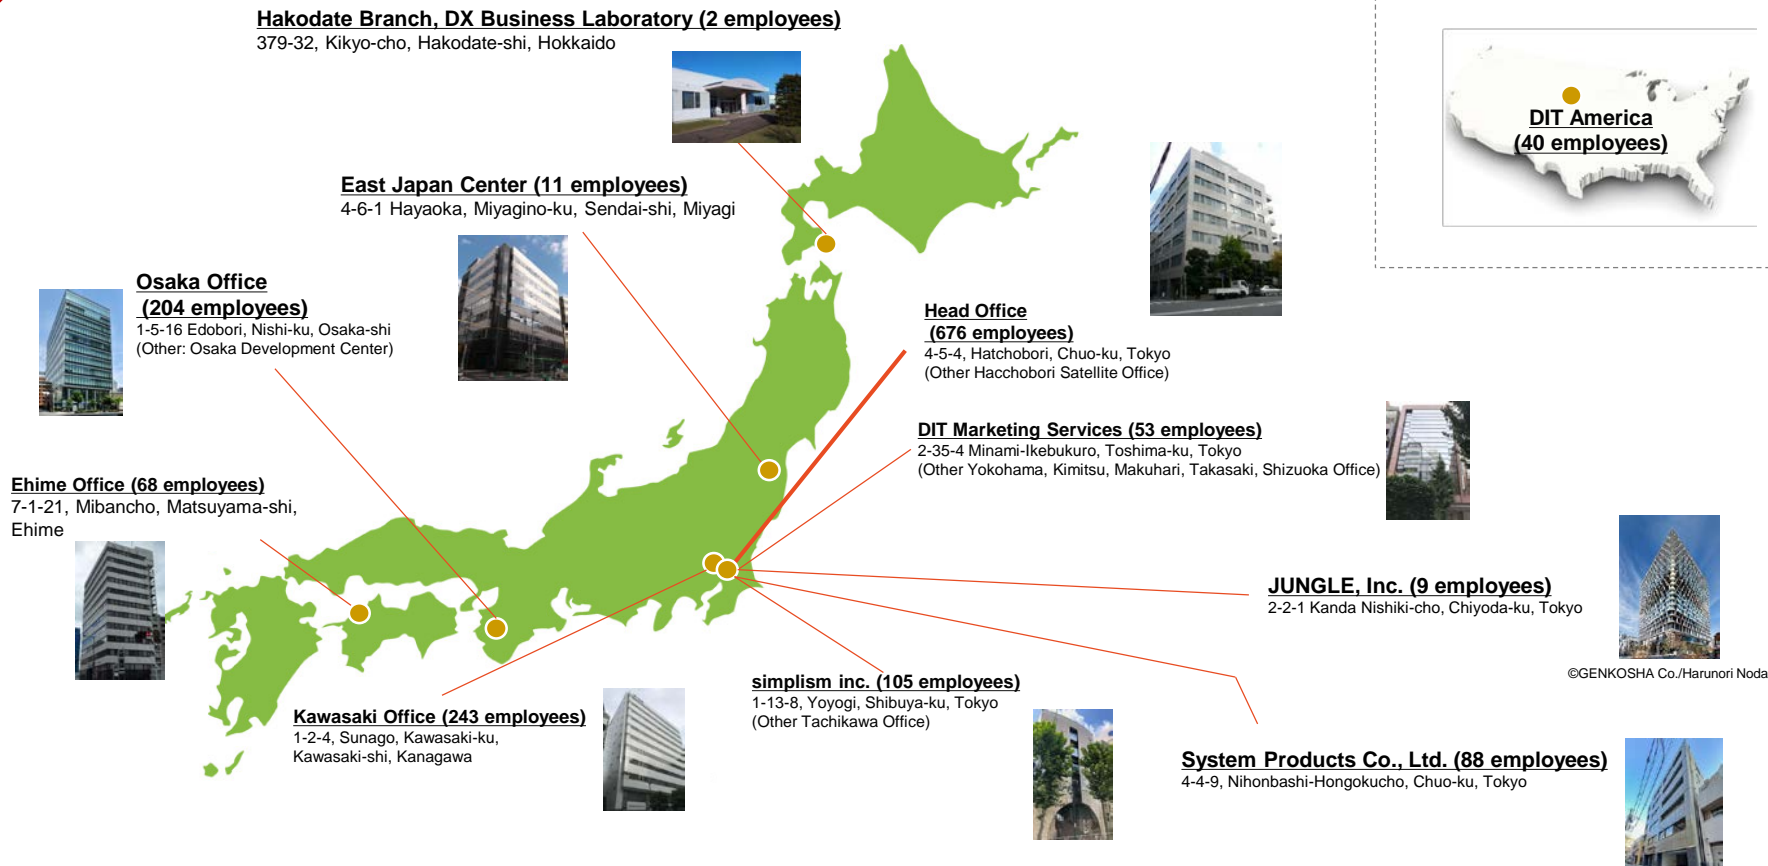 Hakodate Branch, DX Business Laboratory (2 employees)
379-32, Kikyo-cho, Hakodate-shi, Hokkaido
DIT America
(40 employees)
East Japan Center (11 employees)
4-6-1 Hayaoka, Miyagino-ku, Sendai-shi, Miyagi
Osaka Office
(204 employees)
1-5-16 Edobori, Nishi-ku, Osaka-shi
(Other: Osaka Development Center)
Head Office
(676 employees)
4-5-4, Hatchobori, Chuo-ku, Tokyo
(Other Hacchobori Satellite Office)
DIT Marketing Services (53 employees)
2-35-4 Minami-Ikebukuro, Toshima-ku, Tokyo
(Other Yokohama, Kimitsu, Makuhari, Takasaki, Shizuoka Office)
Ehime Office (68 employees)
7-1-21, Mibancho, Matsuyama-shi,
Ehime
JUNGLE, Inc. (9 employees)
2-2-1 Kanda Nishiki-cho, Chiyoda-ku, Tokyo
©GENKOSHA Co./Harunori Noda
simplism inc. (105 employees)
1-13-8, Yoyogi, Shibuya-ku, Tokyo
(Other Tachikawa Office)
Kawasaki Office (243 employees)
1-2-4, Sunago, Kawasaki-ku,
Kawasaki-shi, Kanagawa
System Products Co., Ltd. (88 employees)
4-4-9, Nihonbashi-Hongokucho, Chuo-ku, Tokyo